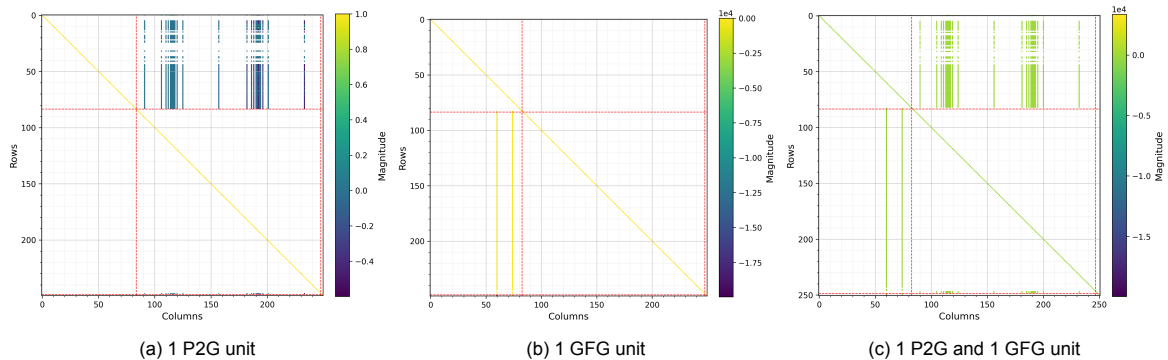 1e4
1e4
0 1.0 0 0.00 0
0.8 −0.25 0.0
50 50 50
0.6 −0.50
100 0.4 100 −0.75 100 −0.5
Rows Magnitude Rows Magnitude Rows Magnitude
0.2 −1.00
150 150 150
0.0 −1.25 −1.0
200 −0.2 200 −1.50 200
−0.4 −1.75 −1.5
250
0 100 200 0 100 200 0 50 100 150 200 250
Columns Columns Columns
(a) 1 P2G unit (b) 1 GFG unit (c) 1 P2G and 1 GFG unit